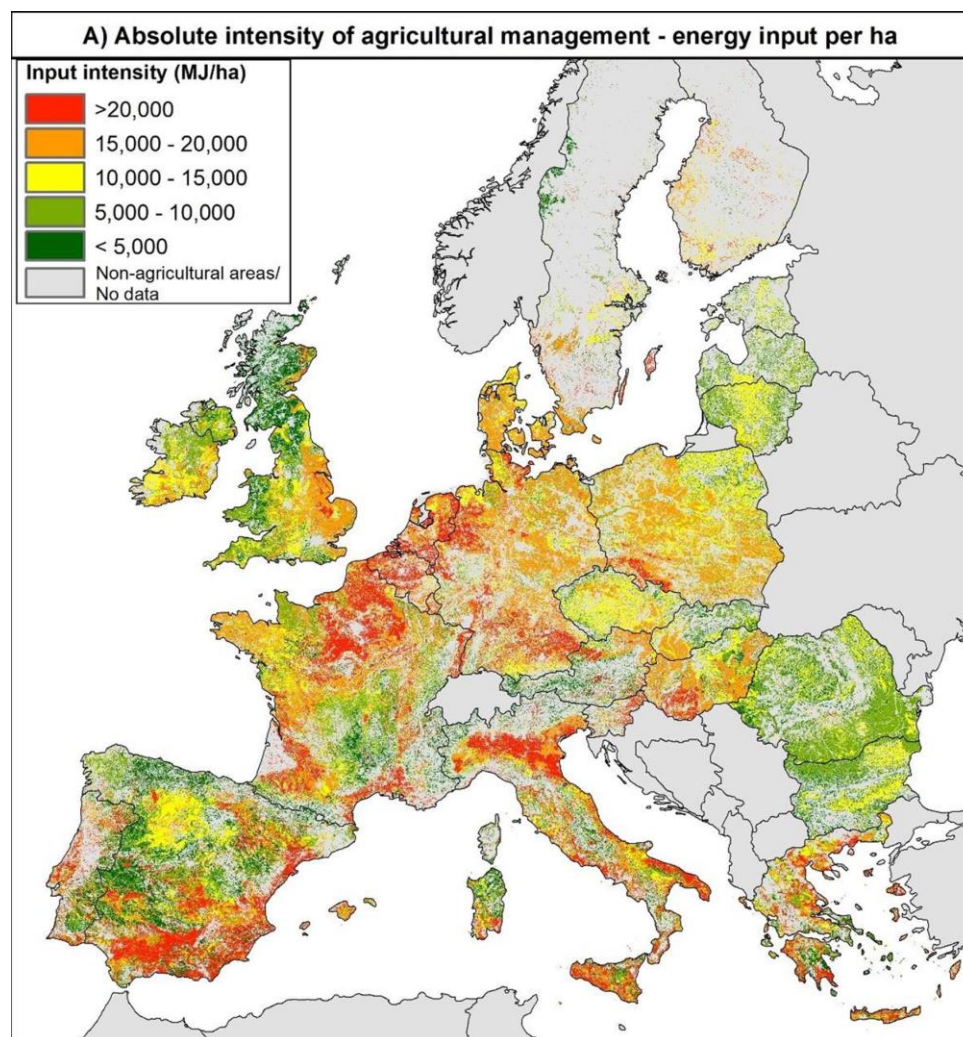 A) Absolute intensity of agricultural management - energy input per ha
Input intensity (MJ/ha)
>20,000
15,000 - 20,000
10,000 - 15,000
5,000 - 10,000
< 5,000
Non-agricultural areas/
No data